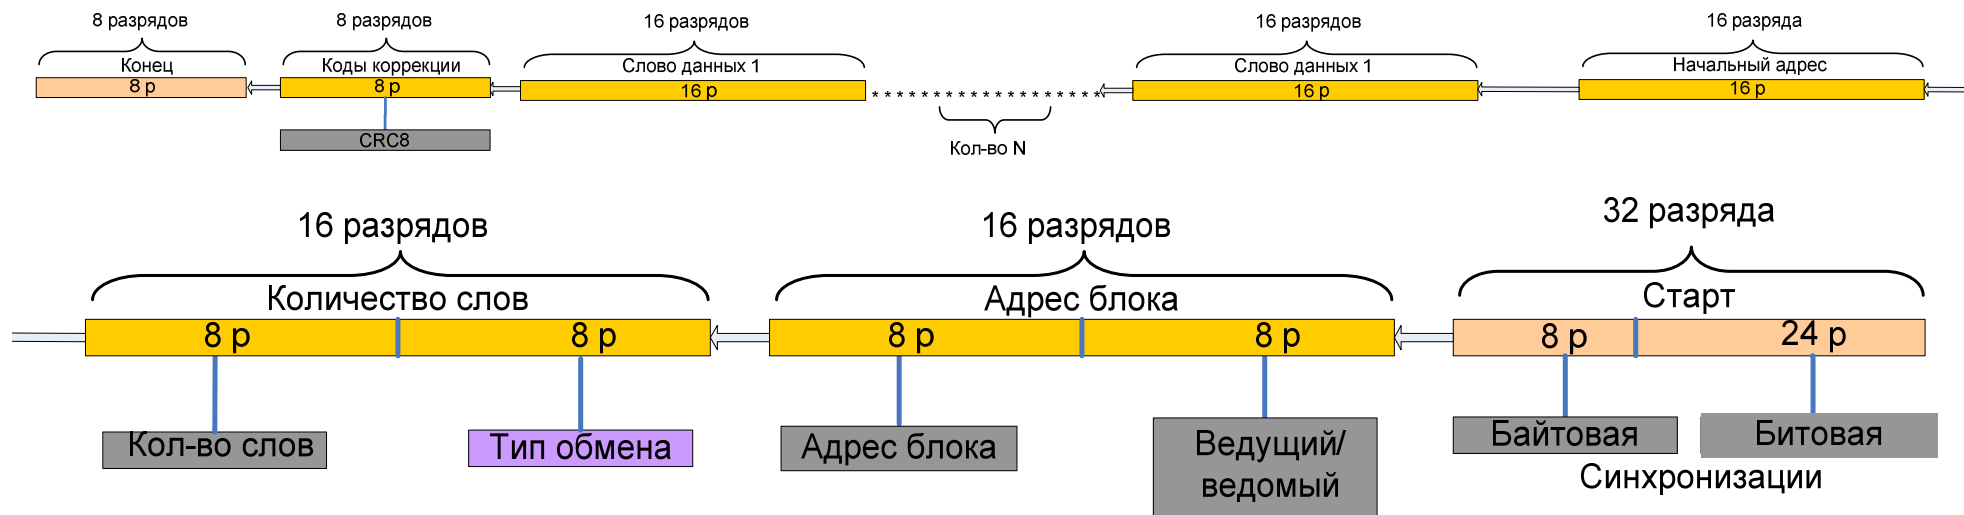 8 разрядов
8 разрядов
16 разрядов
16 разрядов
16 разряда
Конец
Коды коррекции
Слово данных 1
Слово данных 1
Начальный адрес
8 р
8 р
16 р
****************
16 р
16 р
CRC8
Кол-во N
16 разрядов
16 разрядов
32 разряда
Количество слов
Адрес блока
Старт
8 р
8 р
8 р
8 р
8 р
24 р
Кол-во слов
Тип обмена
Адрес блока
Ведущий/
ведомый
Байтовая
Битовая
Синхронизации